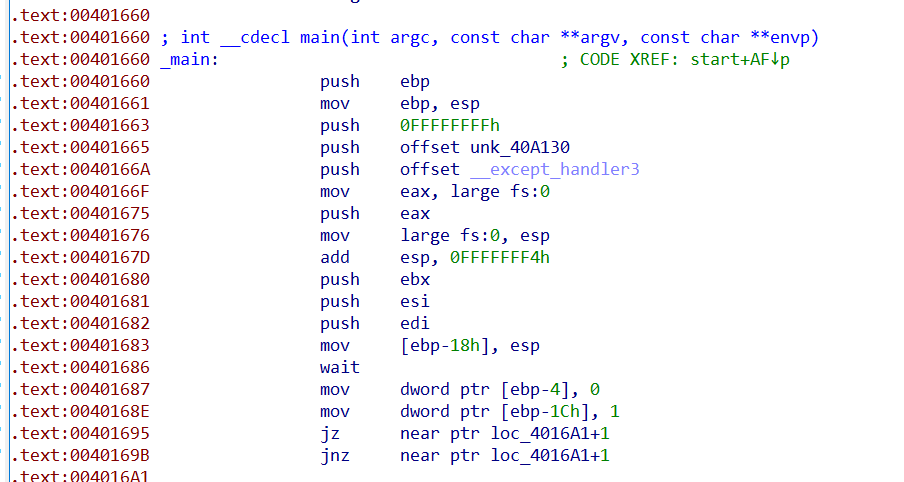 .text:00401660
.text:00401660 ; int __cdecl main(int argc, const char **argv, const char **envp)
.text:00401660 _main: ; CODE XREF: start+AF↓p
.text:00401660 push ebp
.text:00401661 mov ebp, esp
.text:00401663 push 0FFFFFFFFh
.text:00401665 push offset unk_40A130
.text:0040166A push offset __except_handler3
.text:0040166F mov eax, large fs:0
.text:00401675 push eax
.text:00401676 mov large fs:0, esp
.text:0040167D add esp, 0FFFFFFF4h
.text:00401680 push ebx
.text:00401681 push esi
.text:00401682 push edi
.text:00401683 mov [ebp-18h], esp
.text:00401686 wait
.text:00401687 mov dword ptr [ebp-4], 0
.text:0040168E mov dword ptr [ebp-1Ch], 1
.text:00401695 jz near ptr loc_4016A1+1
.text:0040169B jnz near ptr loc_4016A1+1
.text:004016A1